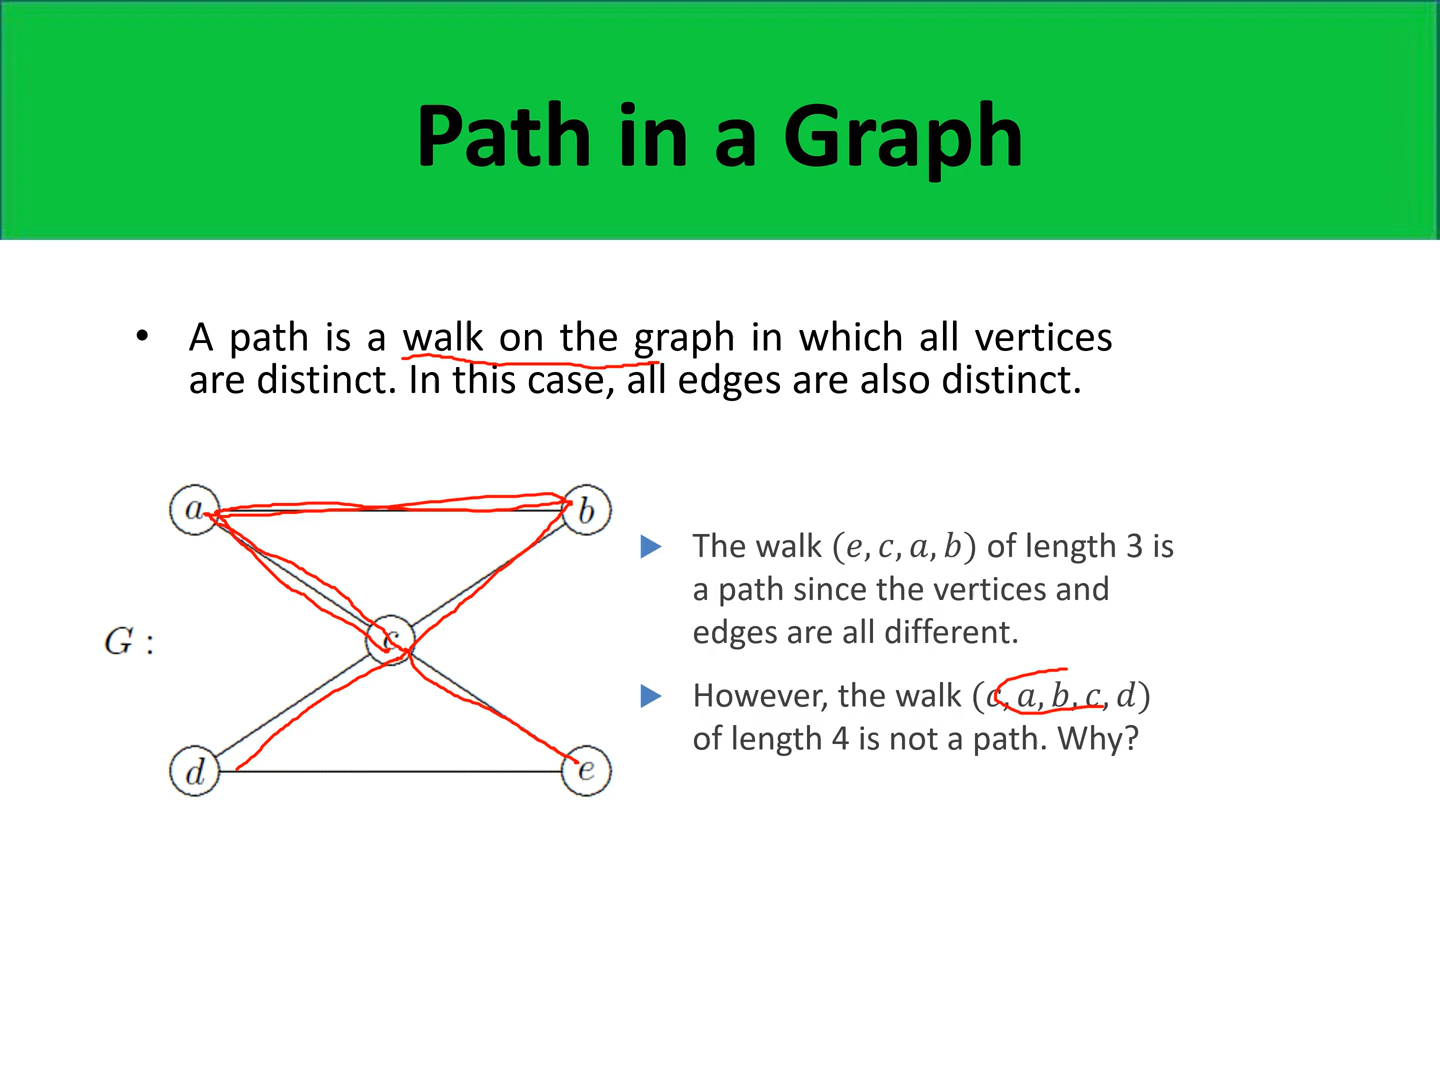 Path in a Graph
• A path is a walk on the graph in which all vertices
are distinct. In this case, all edges are also distinct.
a
b
G :
c
d
e
The walk (e, c, a, b) of length 3 is
a path since the vertices and
edges are all different.
However, the walk (c, a, b, c, d)
of length 4 is not a path. Why?